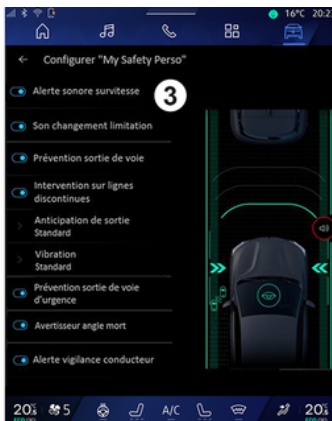 16°C 20:2
Configurer "My Safety Perso"
Alerte sonore survitesse
3
Son changement limitation
Prévention sortie de voie
Intervention sur lignes
discontinues
Anticipation de sortie
Standard
Vibration
Standard
Prévention sortie de voie
d'urgence
Avertisseur angle mort
Alerte vigilance conducteur
20 5 A/C 20